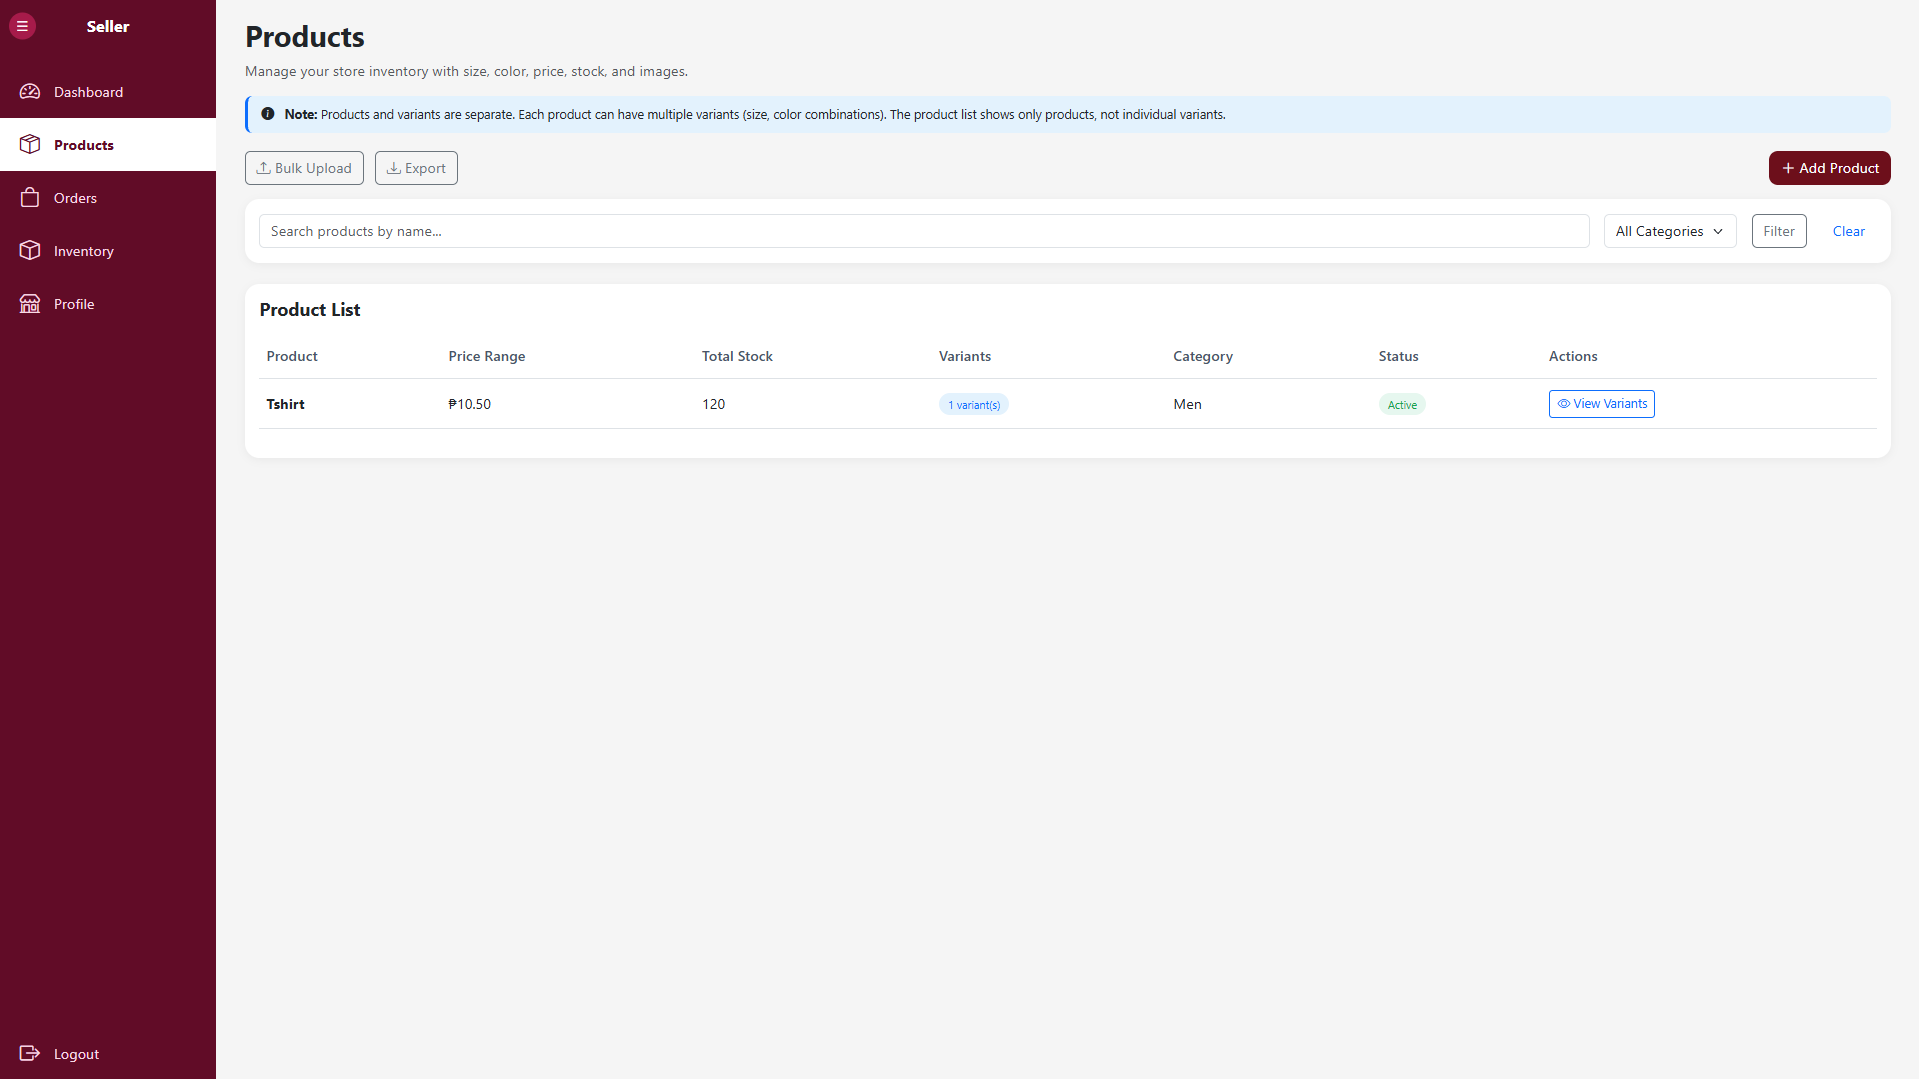 Seller
Dashboard
Products
Orders
Inventory
Profile
Logout
Products
Manage your store inventory with size, color, price, stock, and images.
Note: Products and variants are separate. Each product can have multiple variants (size, color combinations). The product list shows only products, not individual variants.
Bulk Upload Export + Add Product
Search products by name... All Categories Filter Clear
Product List
Product Price Range Total Stock Variants Category Status Actions
Tshirt ₱10.50 120 1 variant(s) Men Active View Variants